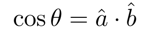 cos θ = â · b̂